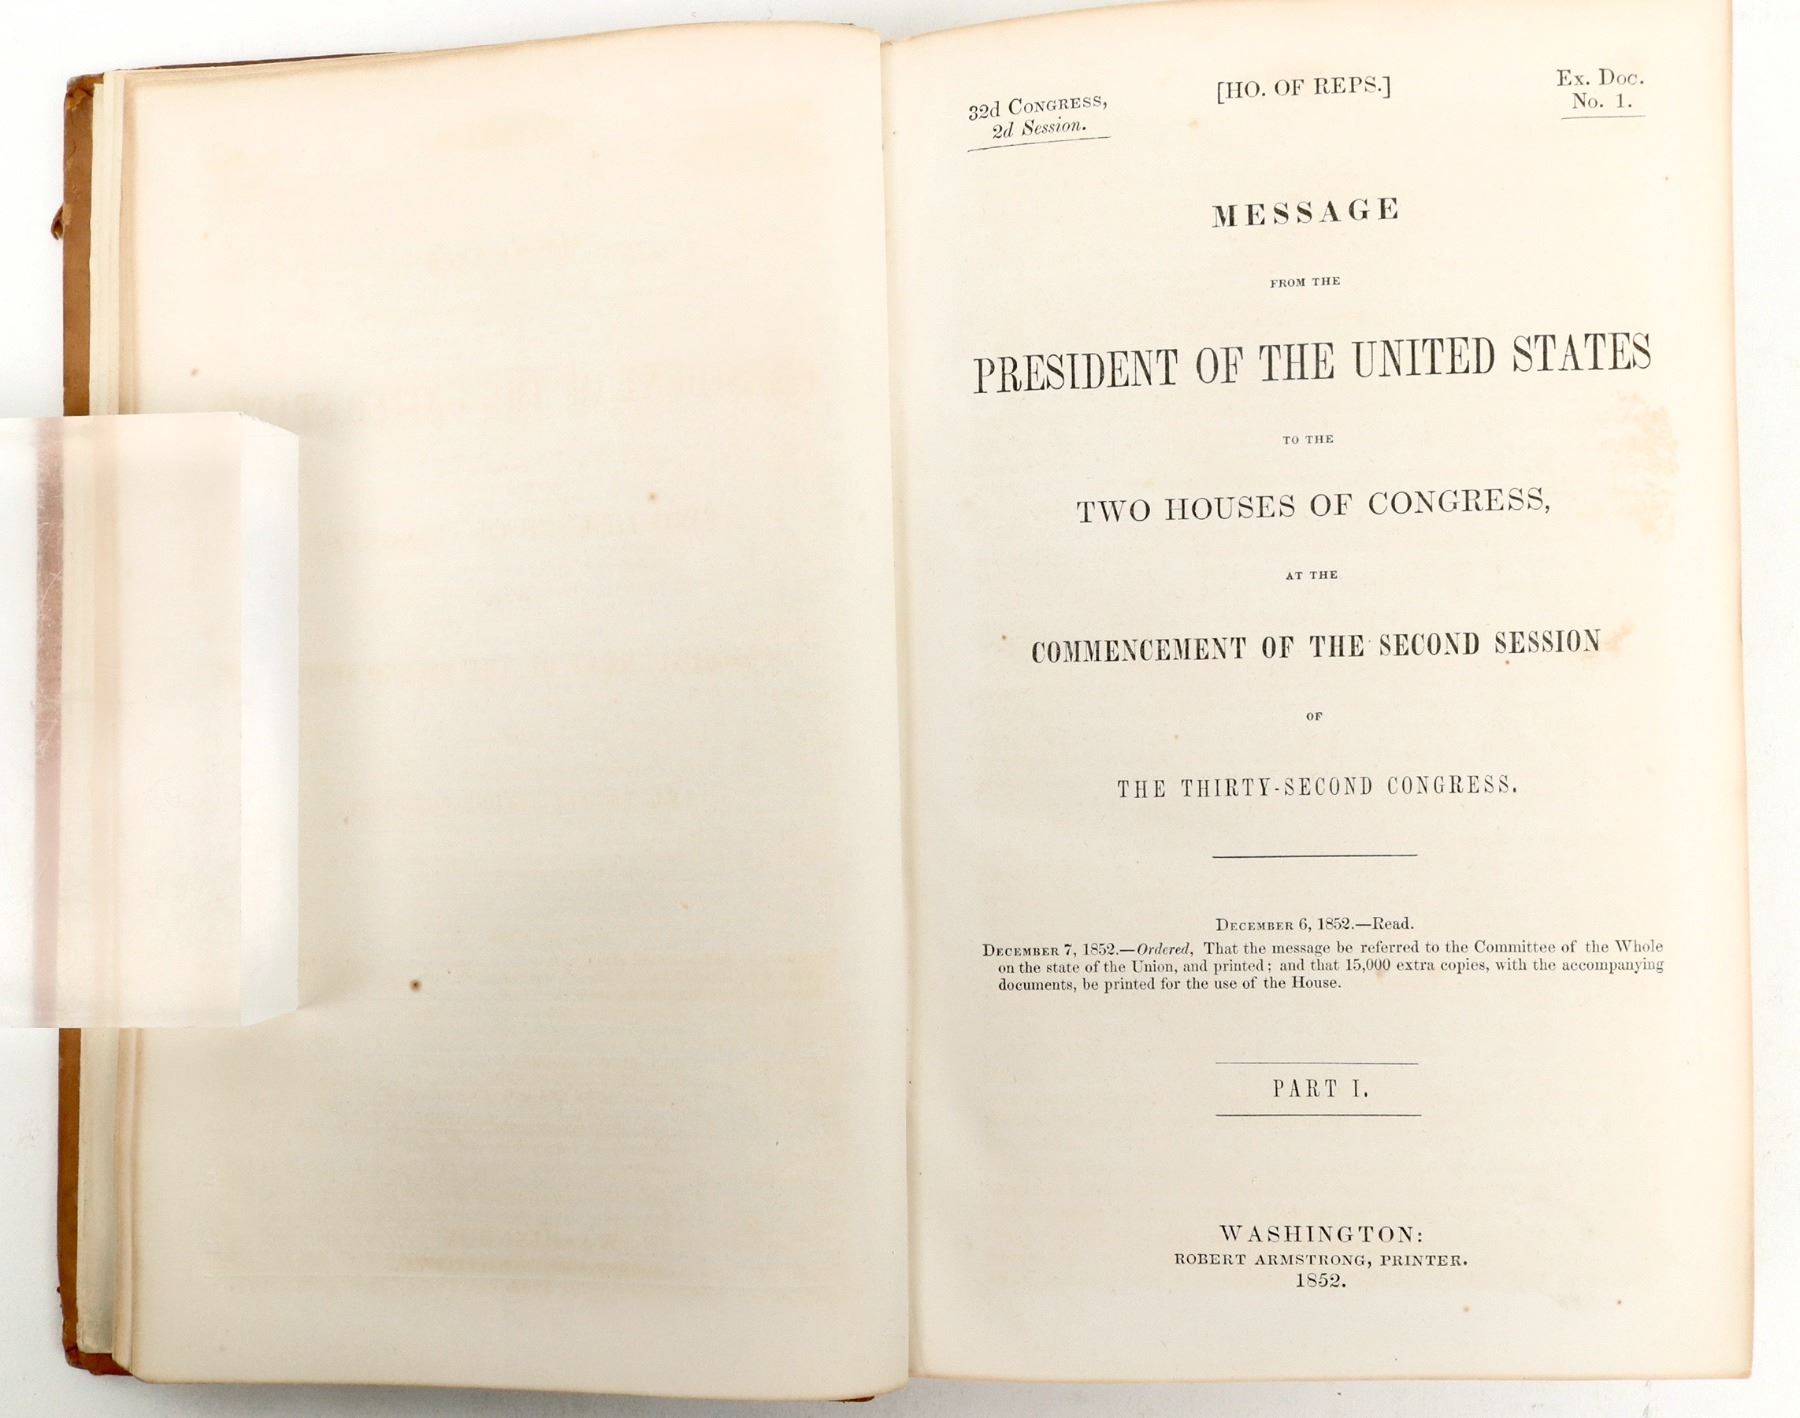 32d Congress,
2d Session.
[HO. OF REPS.]
Ex. Doc.
No. 1.
MESSAGE
FROM THE
PRESIDENT OF THE UNITED STATES
TO THE
TWO HOUSES OF CONGRESS,
AT THE
COMMENCEMENT OF THE SECOND SESSION
OF
THE THIRTY-SECOND CONGRESS.
December 6, 1852.—Read.
December 7, 1852.—Ordered, That the message be referred to the Committee of the Whole
on the state of the Union, and printed; and that 15,000 extra copies, with the accompanying
documents, be printed for the use of the House.
PART I.
WASHINGTON:
ROBERT ARMSTRONG, PRINTER.
1852.